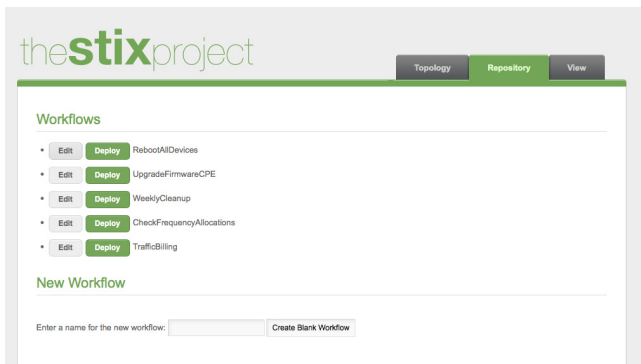 thestixproject
Topology Repository View
Workflows
• Edit Deploy RebootAllDevices
• Edit Deploy UpgradeFirmwareCPE
• Edit Deploy WeeklyCleanup
• Edit Deploy CheckFrequencyAllocations
• Edit Deploy TrafficBilling
New Workflow
Enter a name for the new workflow: Create Blank Workflow